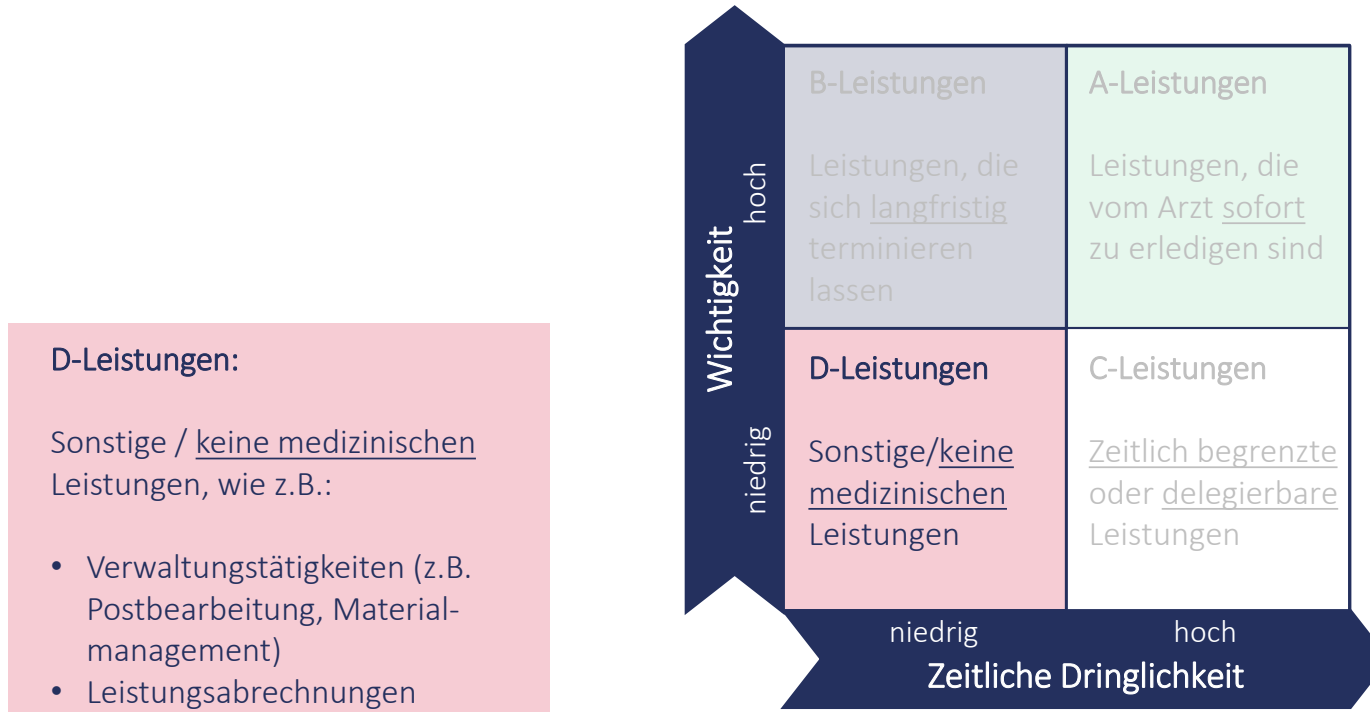 D-Leistungen:
Sonstige / keine medizinischen
Leistungen, wie z.B.:
• Verwaltungstätigkeiten (z.B.
Postbearbeitung, Material-
management)
• Leistungsabrechnungen
Wichtigkeit
hoch
niedrig
B-Leistungen
Leistungen, die
sich langfristig
terminieren
lassen
A-Leistungen
Leistungen, die
vom Arzt sofort
zu erledigen sind
D-Leistungen
Sonstige/keine
medizinischen
Leistungen
C-Leistungen
Zeitlich begrenzte
oder delegierbare
Leistungen
niedrig
hoch
Zeitliche Dringlichkeit